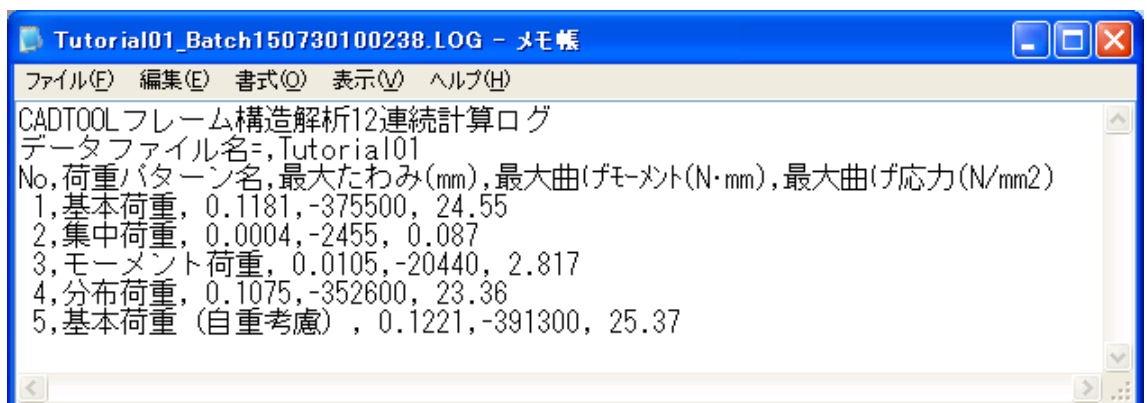 Tutorial01_Batch150730100238.LOG - メモ帳
ファイル(F) 編集(E) 書式(O) 表示(V) ヘルプ(H)
CADTOOLフレーム構造解析12連続計算ログ
データファイル名=,Tutorial01
No,荷重パターン名,最大たわみ(mm),最大曲げモーメント(N・mm),最大曲げ応力(N/mm2)
1,基本荷重, 0.1181,-375500, 24.55
2,集中荷重, 0.0004,-2455, 0.087
3,モーメント荷重, 0.0105,-20440, 2.817
4,分布荷重, 0.1075,-352600, 23.36
5,基本荷重（自重考慮）, 0.1221,-391300, 25.37